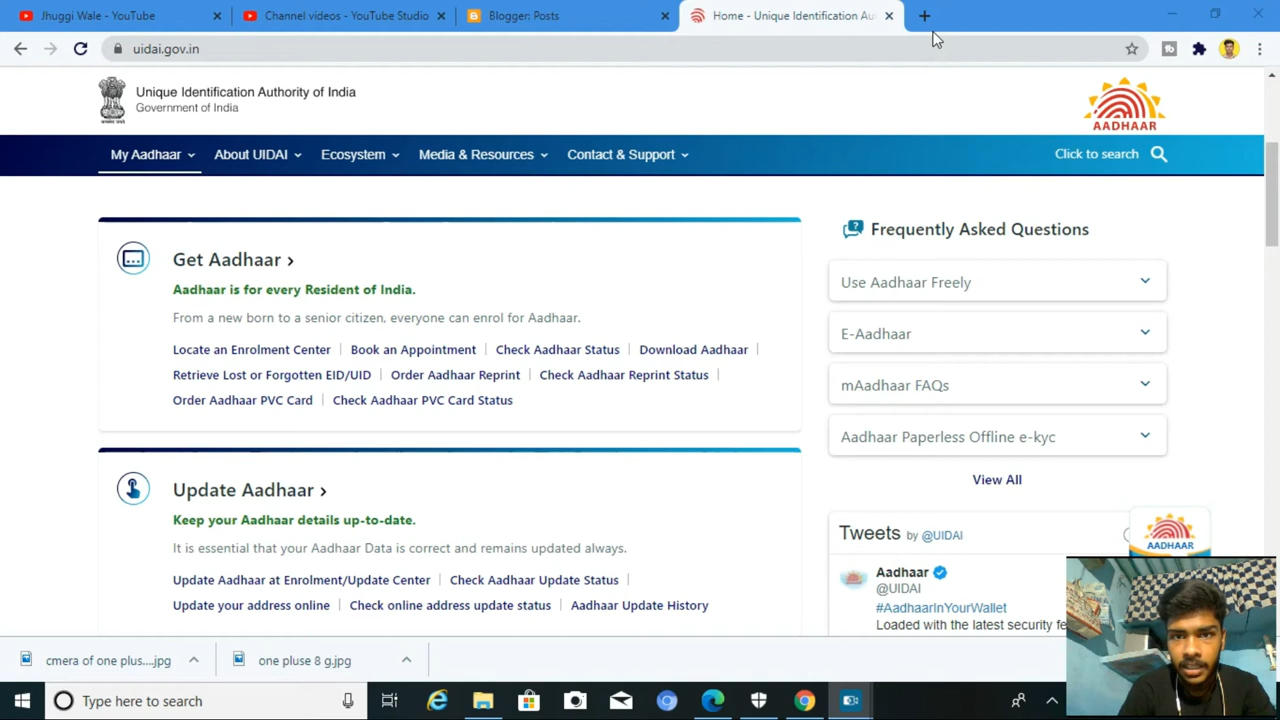 Jhuggi Wale - YouTube
Channel videos - YouTube Studio
Blogger: Posts
Home - Unique Identification Au
uidai.gov.in
Unique Identification Authority of India
Government of India
AADHAAR
My Aadhaar
About UIDAI
Ecosystem
Media & Resources
Contact & Support
Click to search
Get Aadhaar
Aadhaar is for every Resident of India.
From a new born to a senior citizen, everyone can enrol for Aadhaar.
Locate an Enrolment Center
Book an Appointment
Check Aadhaar Status
Download Aadhaar
Retrieve Lost or Forgotten EID/UID
Order Aadhaar Reprint
Check Aadhaar Reprint Status
Order Aadhaar PVC Card
Check Aadhaar PVC Card Status
Frequently Asked Questions
Use Aadhaar Freely
E-Aadhaar
mAadhaar FAQs
Aadhaar Paperless Offline e-kyc
View All
Update Aadhaar
Keep your Aadhaar details up-to-date.
It is essential that your Aadhaar Data is correct and remains updated always.
Update Aadhaar at Enrolment/Update Center
Check Aadhaar Update Status
Update your address online
Check online address update status
Aadhaar Update History
Tweets by @UIDAI
AADHAAR
Aadhaar
@UIDAI
#AadhaarInYourWallet
Loaded with the latest security fe
cmera of one plus....jpg
one pluse 8 g.jpg
Type here to search